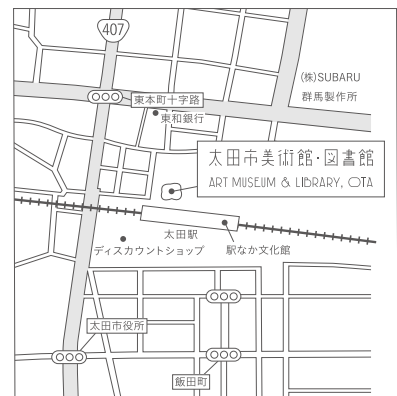 407
(株)SUBARU
群馬製作所
東本町十字路
東和銀行
太田市美術館・図書館
ART MUSEUM & LIBRARY, OTA
太田駅
ディスカウントショップ
駅なか文化館
太田市役所
飯田町